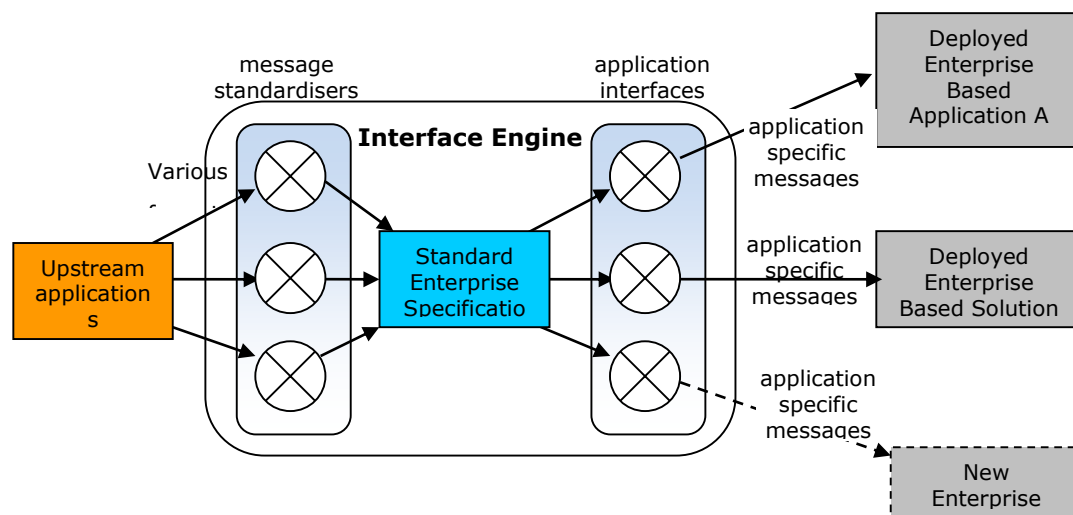 message
standardisers
application
interfaces
Interface Engine
Various
Upstream
application
s
Standard
Enterprise
Specificatio
application
specific
messages
Deployed
Enterprise
Based
Application A
application
specific
messages
Deployed
Enterprise
Based Solution
application
specific
messages
New
Enterprise